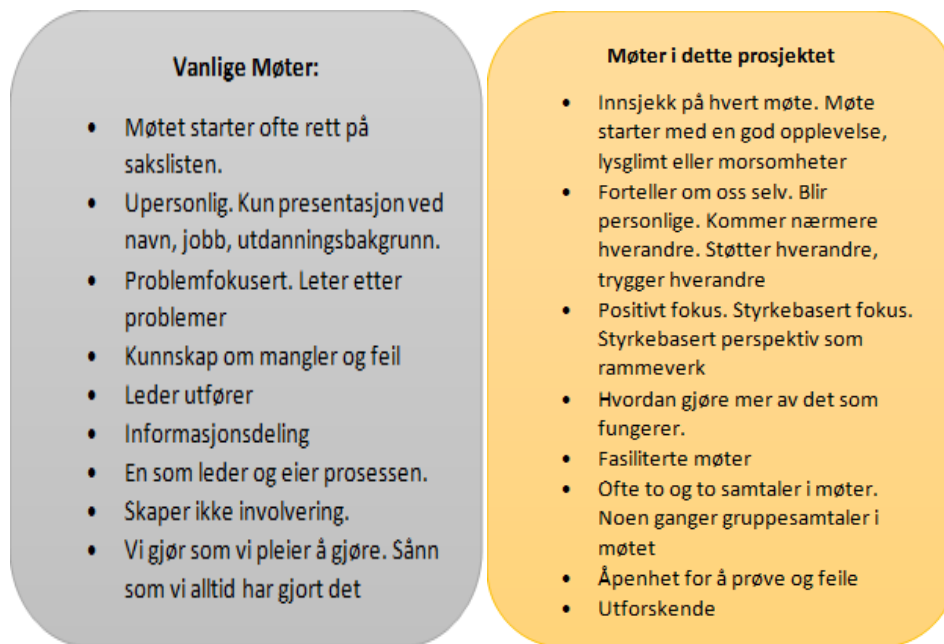 Vanlige Møter:
• Møtet starter ofte rett på
sakslisten.
• Upersonlig. Kun presentasjon ved
navn, jobb, utdanningsbakgrunn.
• Problemfokusert. Leter etter
problemer
• Kunnskap om mangler og feil
• Leder utfører
• Informasjonsdeling
• En som leder og eier prosessen.
• Skaper ikke involvering.
• Vi gjør som vi pleier å gjøre. Sånn
som vi alltid har gjort det
Møter i dette prosjektet
• Innsjekk på hvert møte. Møte
starter med en god opplevelse,
lysglimt eller morsomheter
• Forteller om oss selv. Blir
personlige. Kommer nærmere
hverandre. Støtter hverandre,
trygger hverandre
• Positivt fokus. Styrkebasert fokus.
Styrkebasert perspektiv som
rammeverk
• Hvordan gjøre mer av det som
fungerer.
• Fasiliterte møter
• Ofte to og to samtaler i møter.
Noen ganger gruppesamtaler i
møtet
• Åpenhet for å prøve og feile
• Utforskende